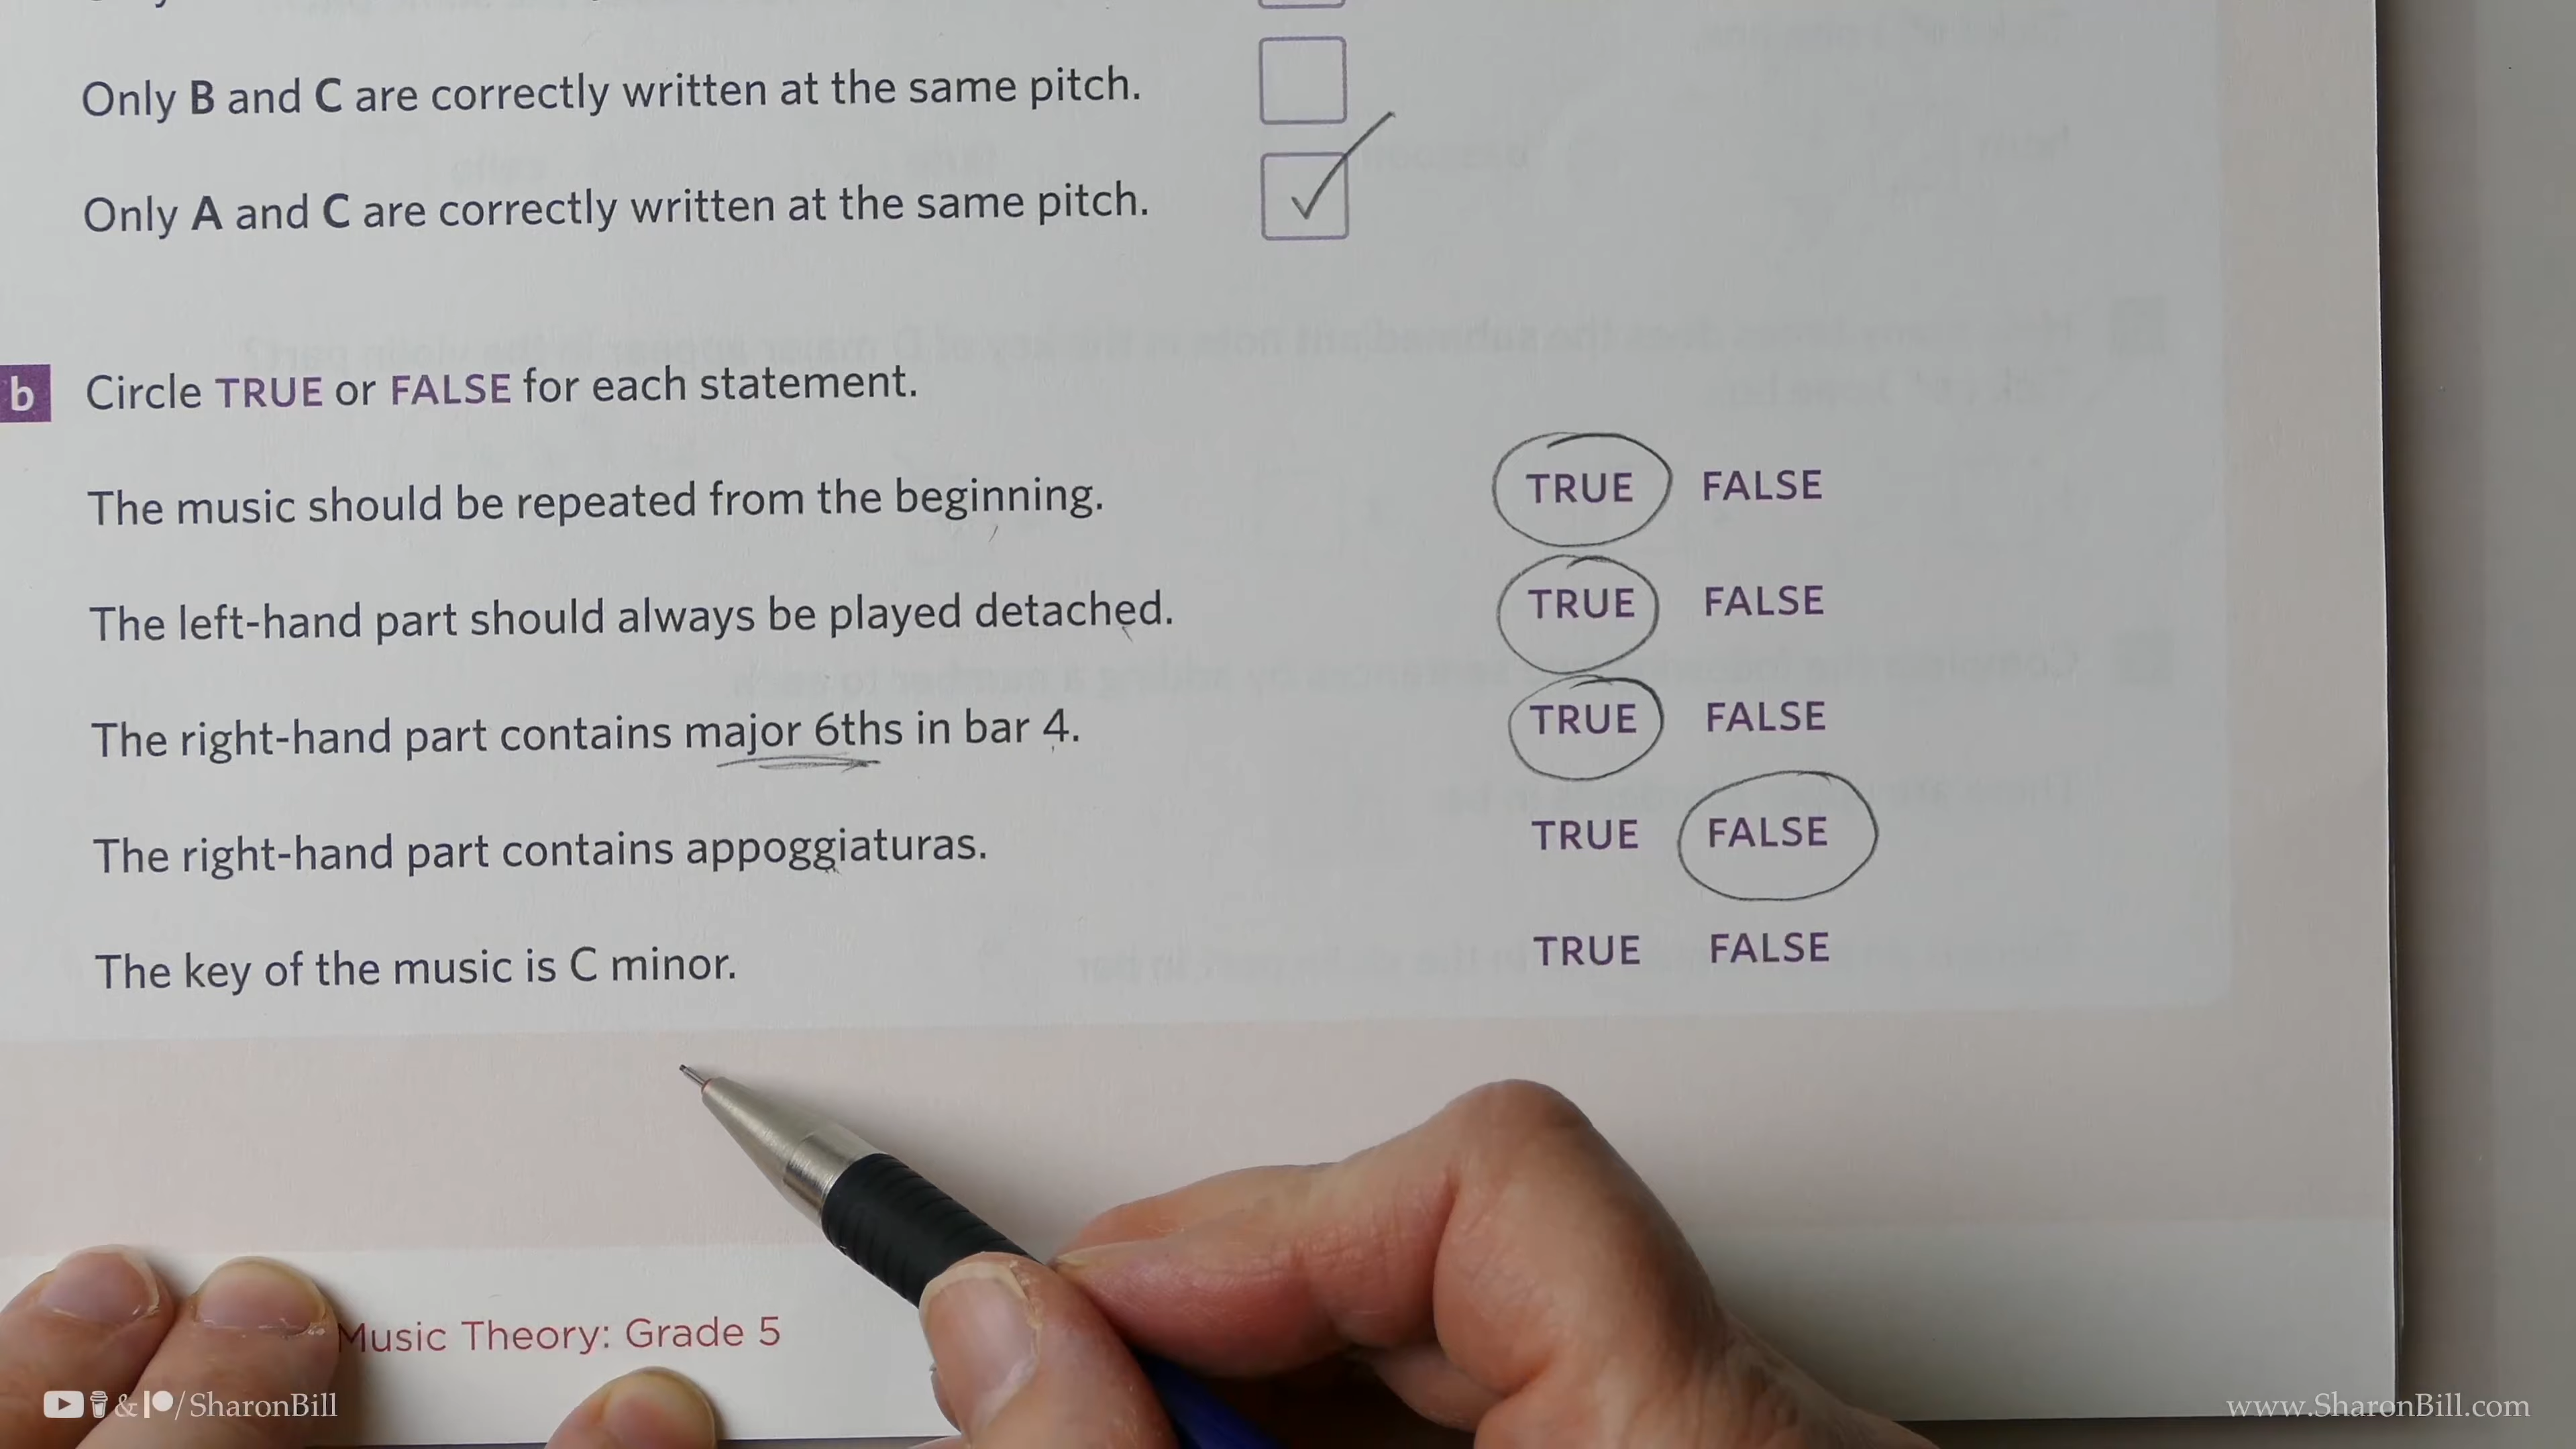 Only B and C are correctly written at the same pitch.
Only A and C are correctly written at the same pitch.
b Circle TRUE or FALSE for each statement.
The music should be repeated from the beginning. TRUE FALSE
The left-hand part should always be played detached. TRUE FALSE
The right-hand part contains major 6ths in bar 4. TRUE FALSE
The right-hand part contains appoggiaturas. TRUE FALSE
The key of the music is C minor. TRUE FALSE
Music Theory: Grade 5
& /SharonBill
www.SharonBill.com